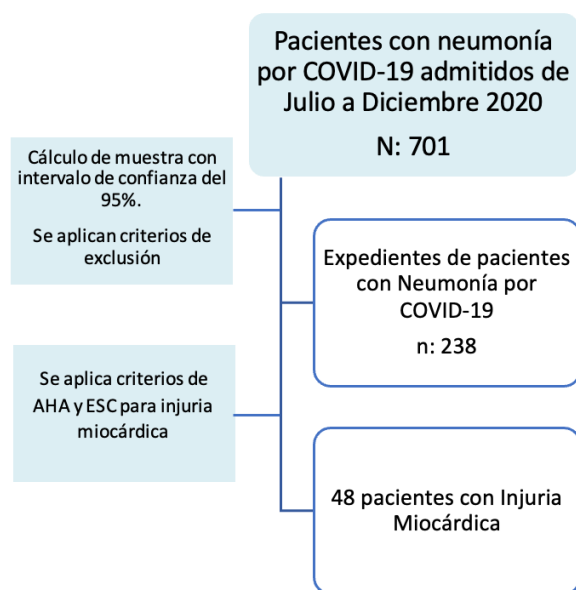 Pacientes con neumonía
por COVID-19 admitidos de
Julio a Diciembre 2020
N: 701
Cálculo de muestra con
intervalo de confianza del
95%.
Se aplican criterios de
exclusión
Expedientes de pacientes
con Neumonía por
COVID-19
n: 238
Se aplica criterios de
AHA y ESC para injuria
miocárdica
48 pacientes con Injuria
Miocárdica